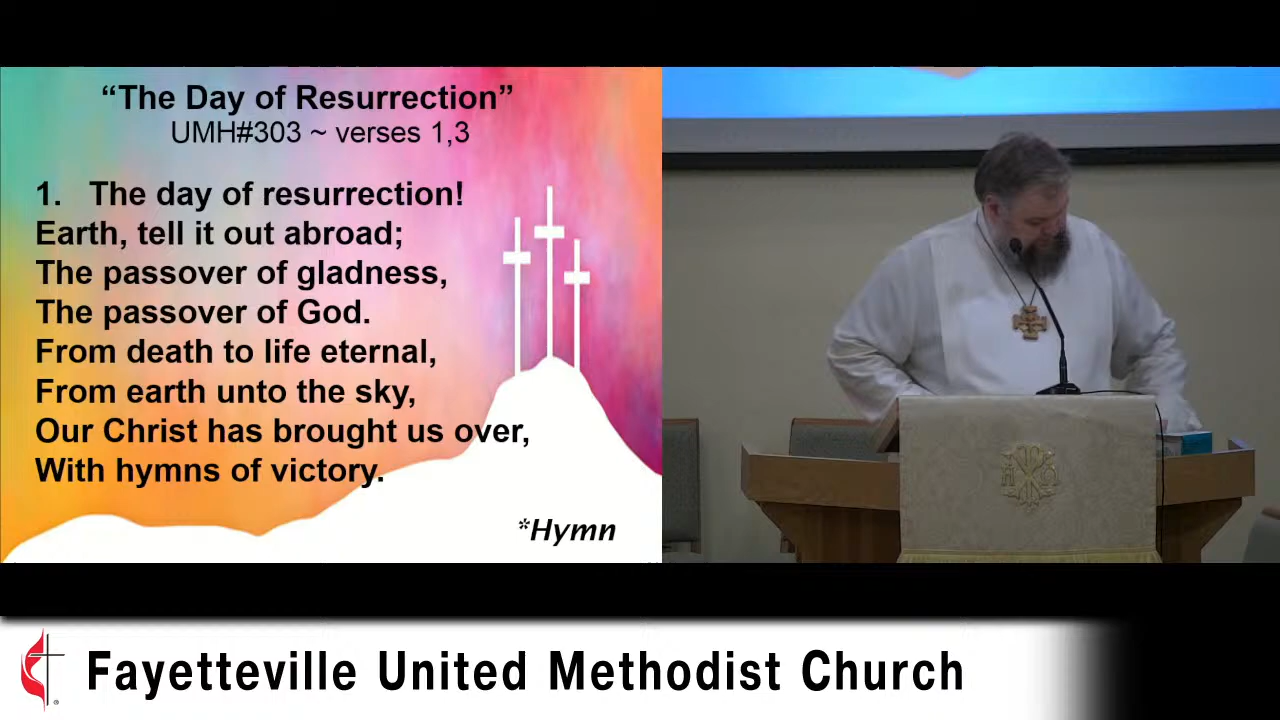 “The Day of Resurrection”
UMH#303 ~ verses 1,3
1. The day of resurrection!
Earth, tell it out abroad;
The passover of gladness,
The passover of God.
From death to life eternal,
From earth unto the sky,
Our Christ has brought us over,
With hymns of victory.
*Hymn
Fayetteville United Methodist Church